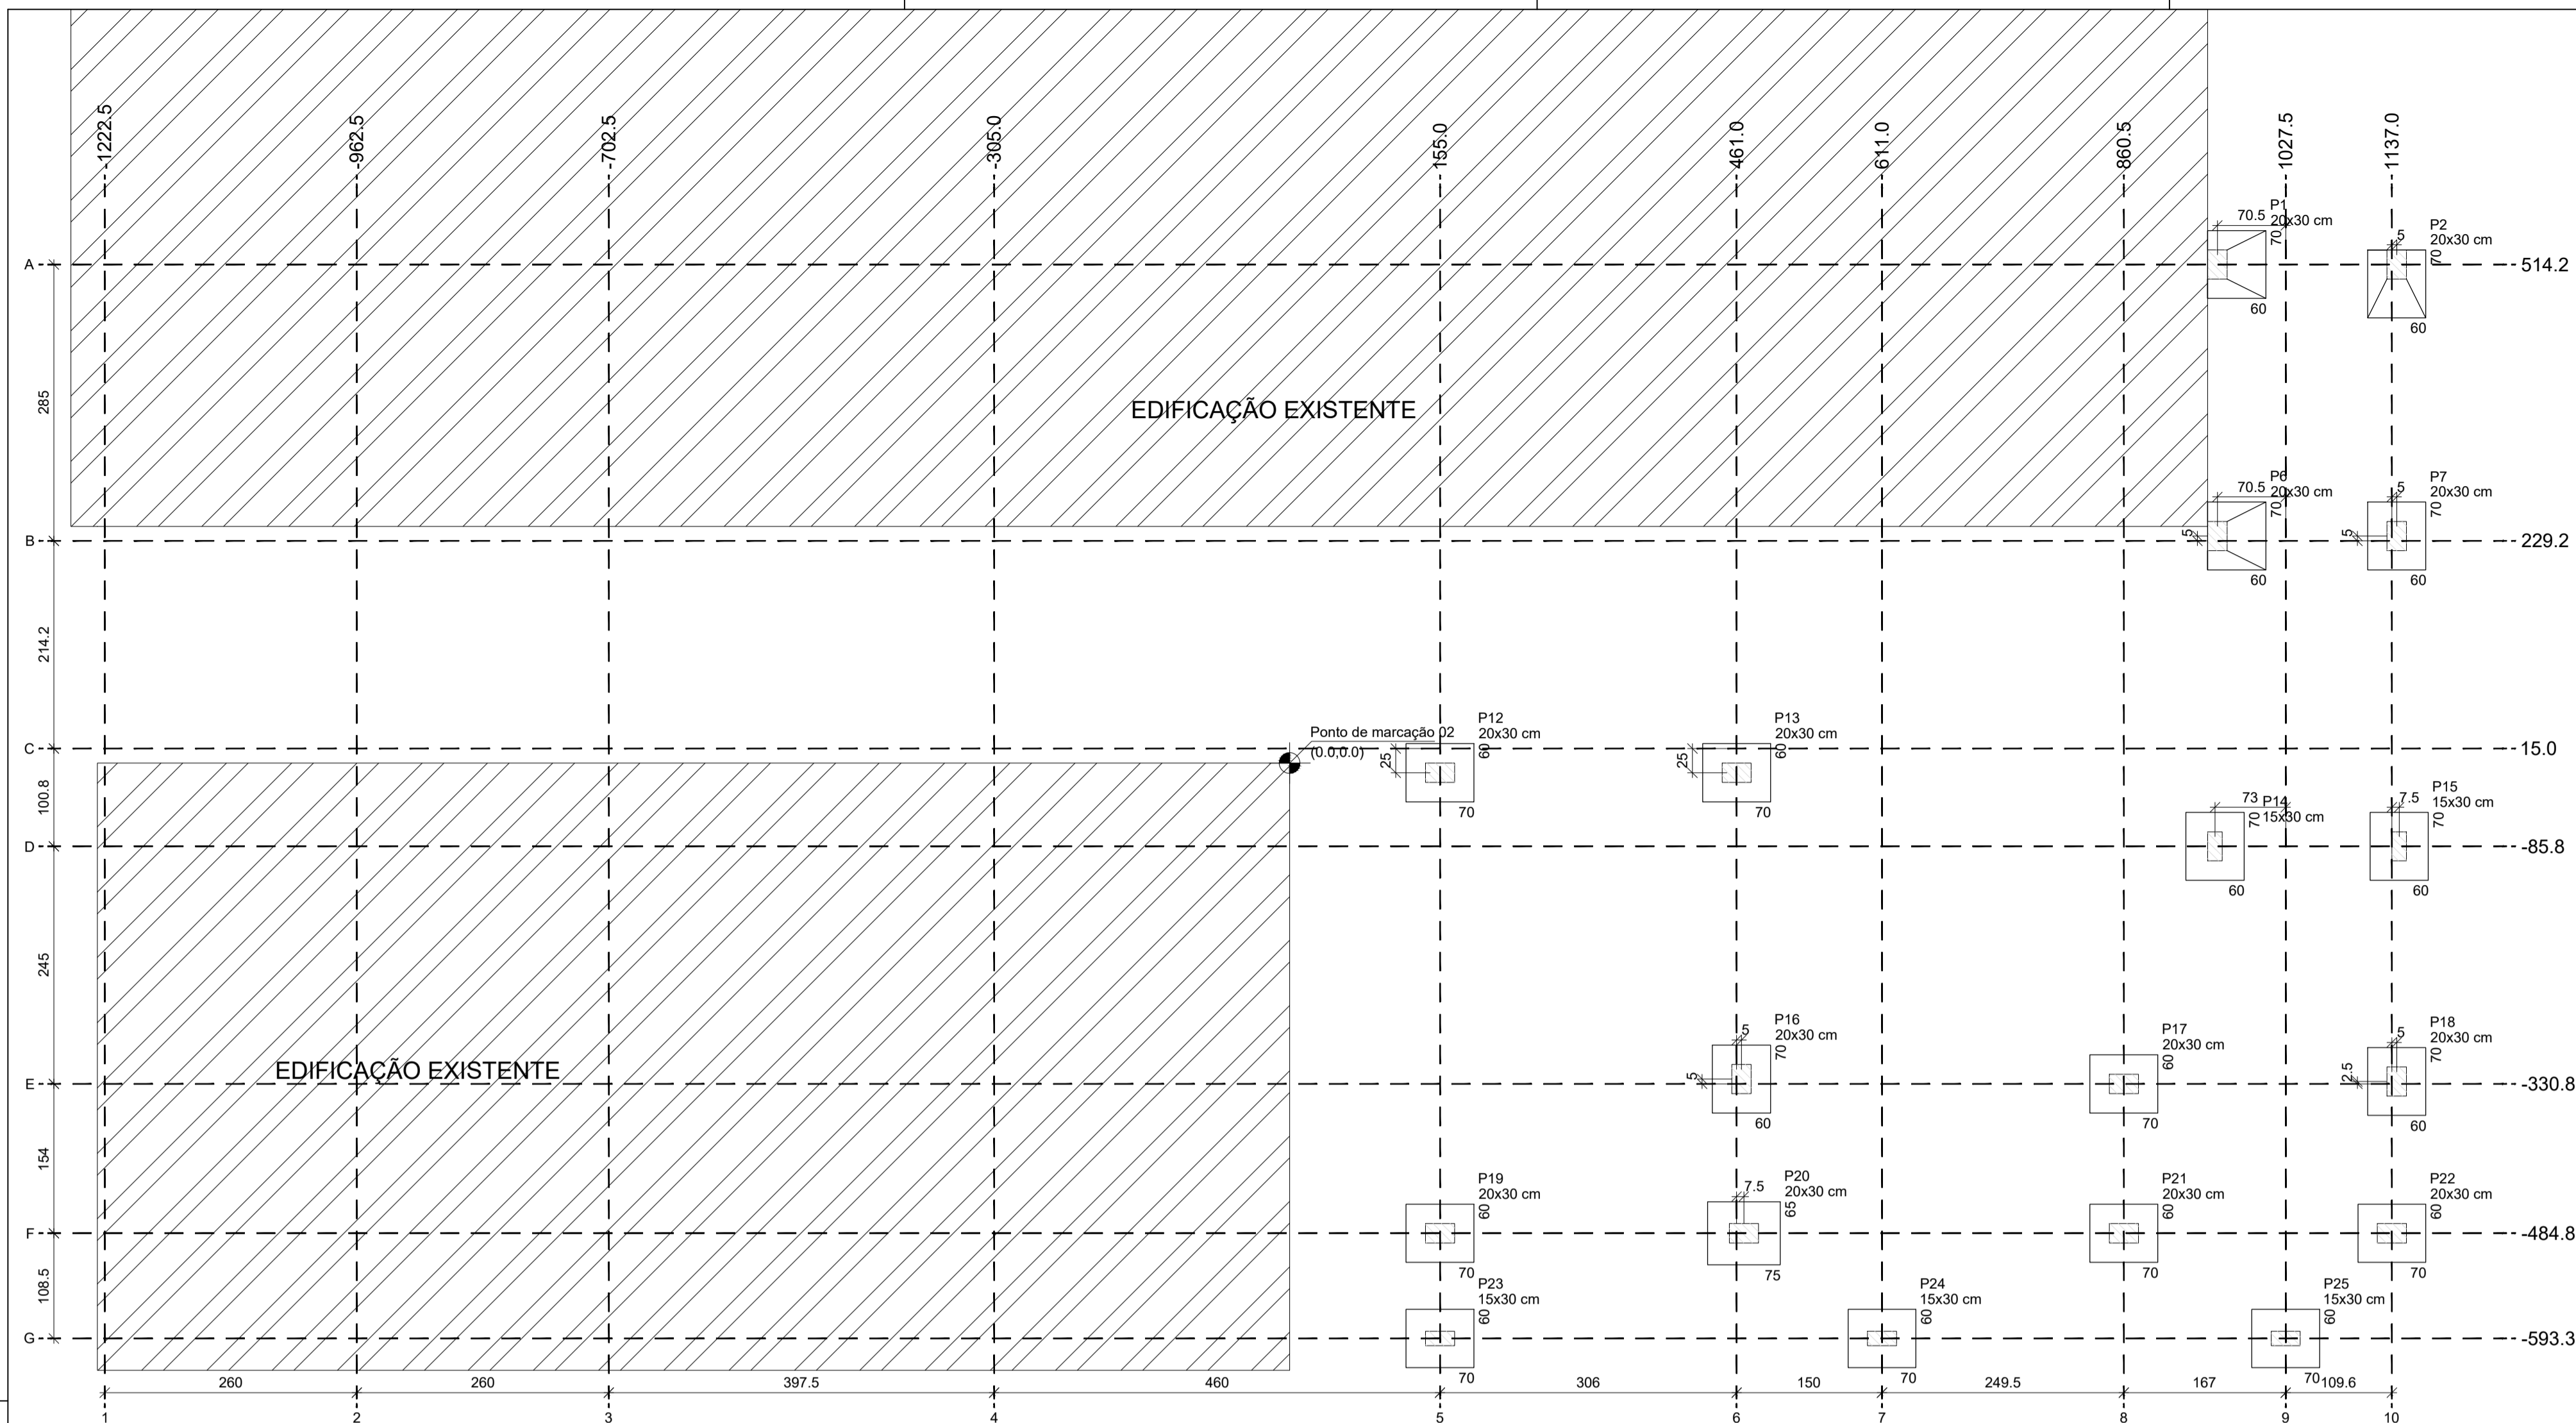 -1222.5
-962.5
-702.5
-305.0
155.0
461.0
611.0
860.5
1027.5
1137.0
70.5
P1
20x30 cm
70
60
5
P2
20x30 cm
70
60
A
514.2
285
EDIFICAÇÃO EXISTENTE
70.5
P6
20x30 cm
70
5
60
5
P7
20x30 cm
70
5
60
B
229.2
214.2
Ponto de marcação 02
(0.0,0.0)
P12
20x30 cm
60
25
70
P13
20x30 cm
60
25
70
C
15.0
100.8
73
P14
15x30 cm
70
60
7.5
P15
15x30 cm
70
60
D
-85.8
245
EDIFICAÇÃO EXISTENTE
5
P16
20x30 cm
70
5
60
P17
20x30 cm
60
70
5
P18
20x30 cm
70
2.5
60
E
-330.8
154
P19
20x30 cm
60
70
7.5
P20
20x30 cm
65
75
P21
20x30 cm
60
70
P22
20x30 cm
60
70
F
-484.8
108.5
P23
15x30 cm
60
70
P24
15x30 cm
60
70
P25
15x30 cm
60
70
G
-593.3
260
260
397.5
460
306
150
249.5
167
109.6
1
2
3
4
5
6
7
8
9
10